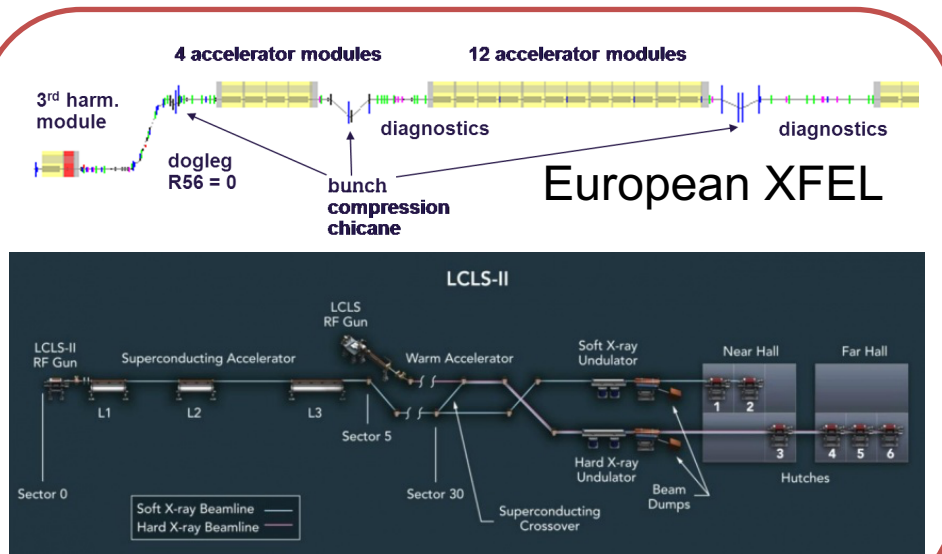 4 accelerator modules
12 accelerator modules
3rd harm.
module
diagnostics
diagnostics
dogleg
R56 = 0
bunch
compression
chicane
European XFEL
LCLS-II
LCLS
RF Gun
LCLS-II
RF Gun
Superconducting Accelerator
Warm Accelerator
Soft X-ray
Undulator
Near Hall
Far Hall
L1
L2
L3
1
2
Sector 5
3
4
5
6
Sector 0
Sector 30
Hard X-ray
Undulator
Beam
Dumps
Hutches
Superconducting
Crossover
Soft X-ray Beamline
Hard X-ray Beamline